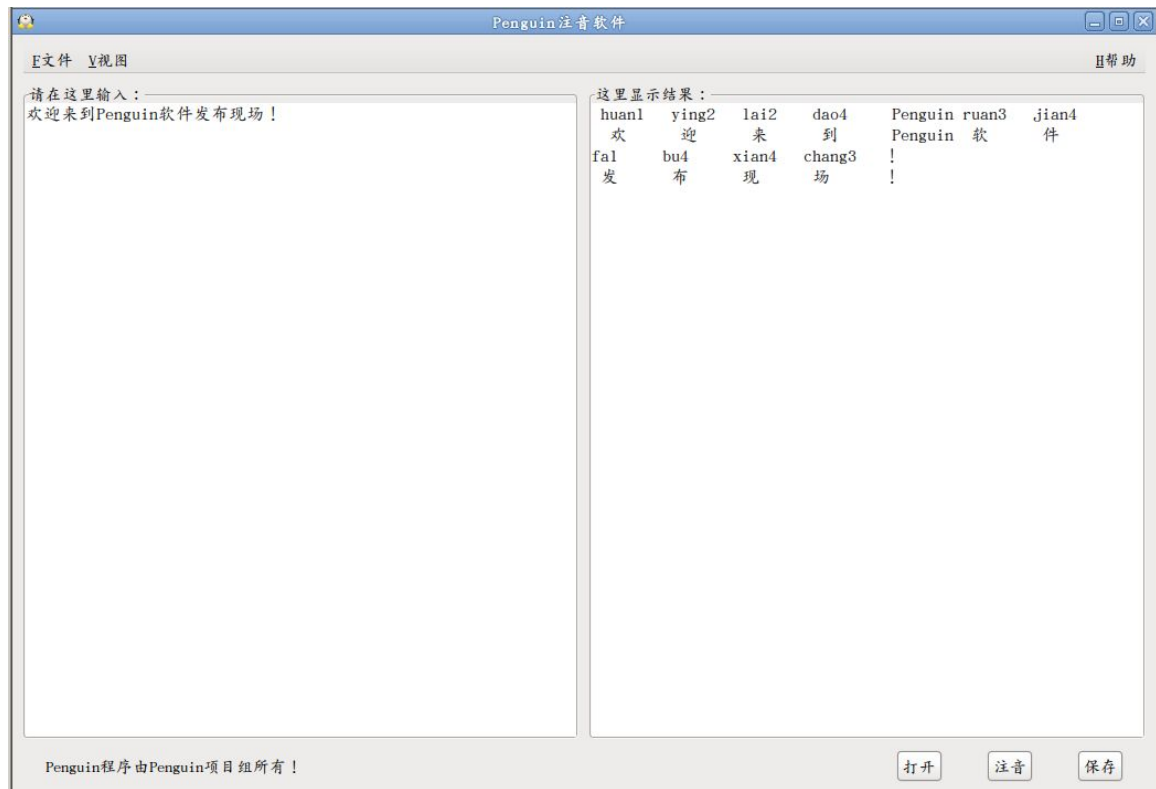 Penguin注音软件
F文件 V视图 H帮助
请在这里输入：
欢迎来到Penguin软件发布现场！
这里显示结果：
huan1 ying2 lai2 dao4 Penguin ruan3 jian4
欢 迎 来 到 Penguin 软 件
fa1 bu4 xian4 chang3 ！
发 布 现 场 ！
Penguin程序由Penguin项目组所有！
打开 注音 保存